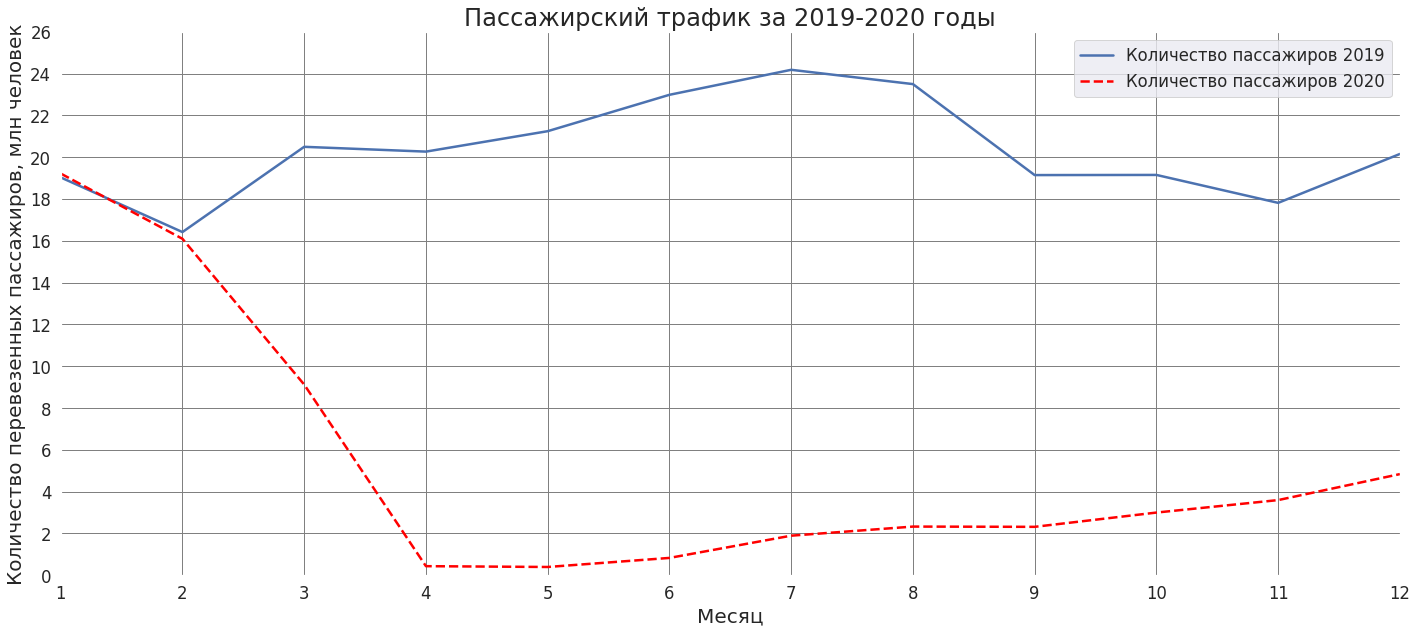 Пассажирский трафик за 2019-2020 годы
Количество пассажиров 2019
Количество пассажиров 2020
Количество перевезенных пассажиров, млн человек
26
24
22
20
18
16
14
12
10
8
6
4
2
0
1 2 3 4 5 6 7 8 9 10 11 12
Месяц